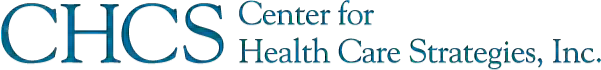 CHCS
Center for
Health Care Strategies, Inc.